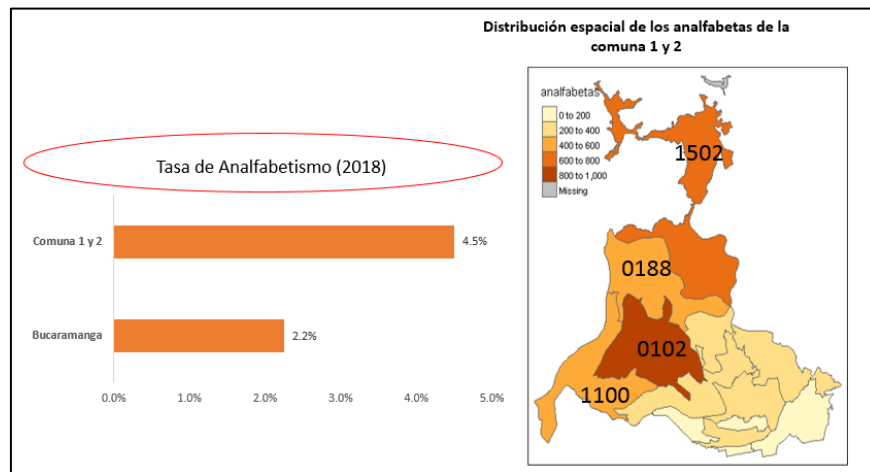 Distribución espacial de los analfabetas de la
comuna 1 y 2
Tasa de Analfabetismo (2018)
Comuna 1 y 2
4.5%
Bucaramanga
2.2%
0.0%
1.0%
2.0%
3.0%
4.0%
5.0%
analfabetas
0 to 200
200 to 400
400 to 600
600 to 800
800 to 1,000
Missing
1502
0188
0102
1100